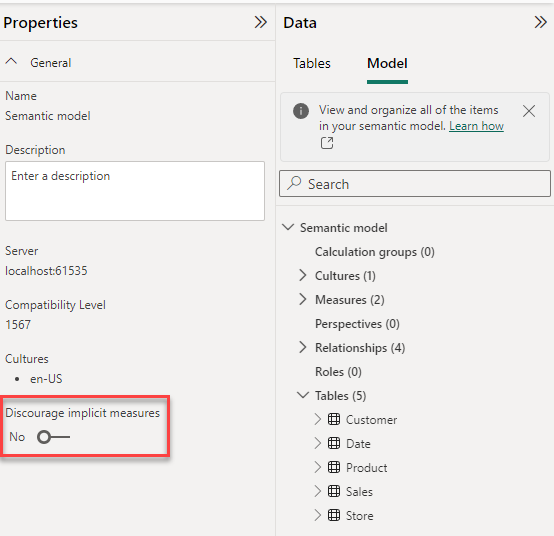 Properties
General
Name
Semantic model
Description
Enter a description
Server
localhost:61535
Compatibility Level
1567
Cultures
en-US
Discourage implicit measures
No
Data
Tables
Model
View and organize all of the items
in your semantic model. Learn how
Search
Semantic model
Calculation groups (0)
Cultures (1)
Measures (2)
Perspectives (0)
Relationships (4)
Roles (0)
Tables (5)
Customer
Date
Product
Sales
Store